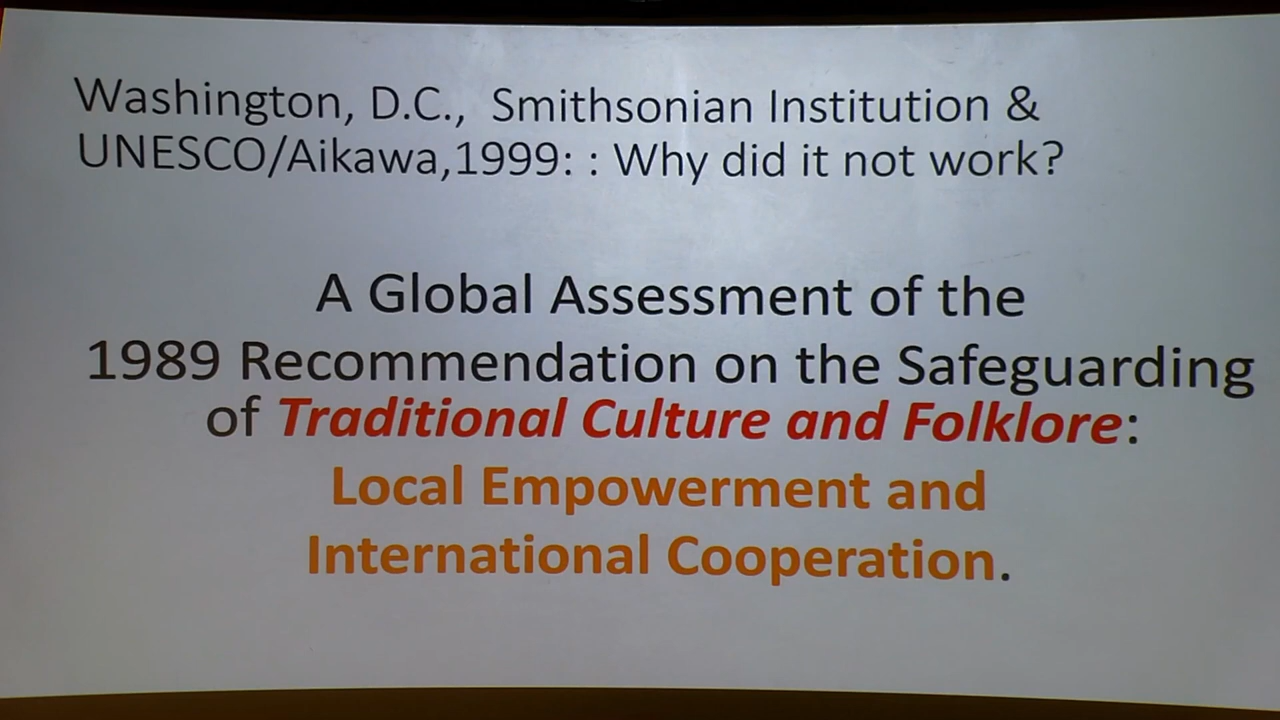 Washington, D.C., Smithsonian Institution &
UNESCO/Aikawa,1999: : Why did it not work?
A Global Assessment of the
1989 Recommendation on the Safeguarding
of Traditional Culture and Folklore:
Local Empowerment and
International Cooperation.